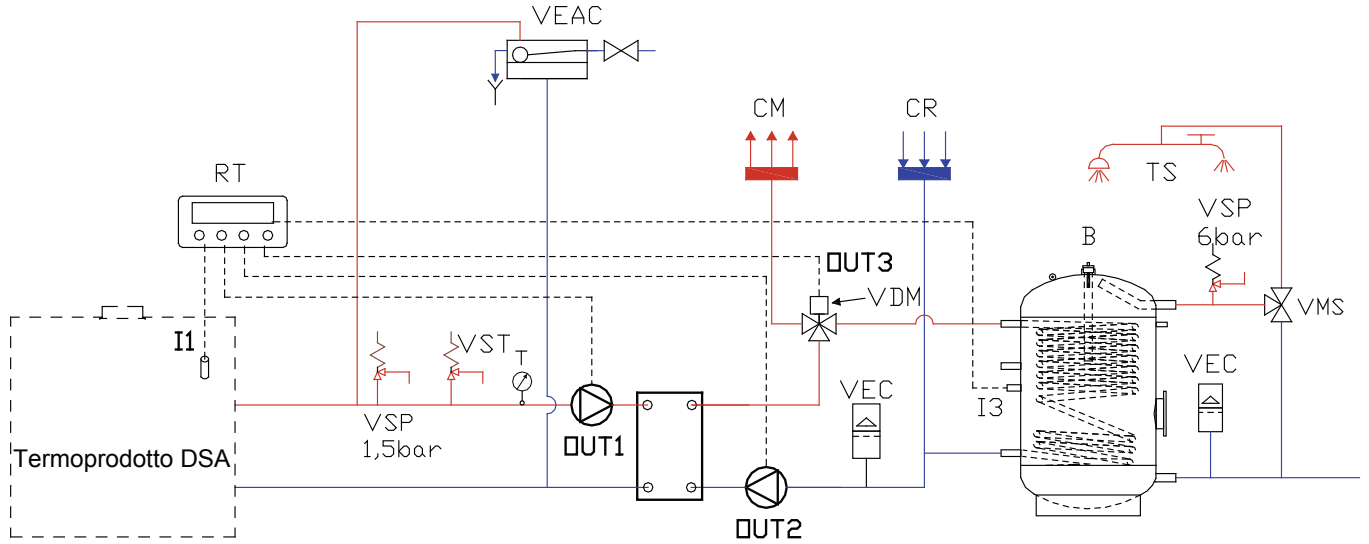 VEAC
CM
CR
TS
RT
VSP
6bar
B
OUT3
VDM
VMS
I1
VST
T
VEC
VEC
I3
VSP
1,5bar
OUT1
Termoprodotto DSA
OUT2